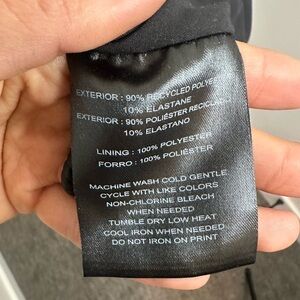 EXTERIOR : 90% RECYCLED POLYE
10% ELASTANE
EXTERIOR : 90% POLIÉSTER RECICLAD
10% ELASTANO
LINING : 100% POLYESTER
FORRO : 100% POLIÉSTER
MACHINE WASH COLD GENTLE
CYCLE WITH LIKE COLORS
NON-CHLORINE BLEACH
WHEN NEEDED
TUMBLE DRY LOW HEAT
COOL IRON WHEN NEEDED
DO NOT IRON ON PRINT